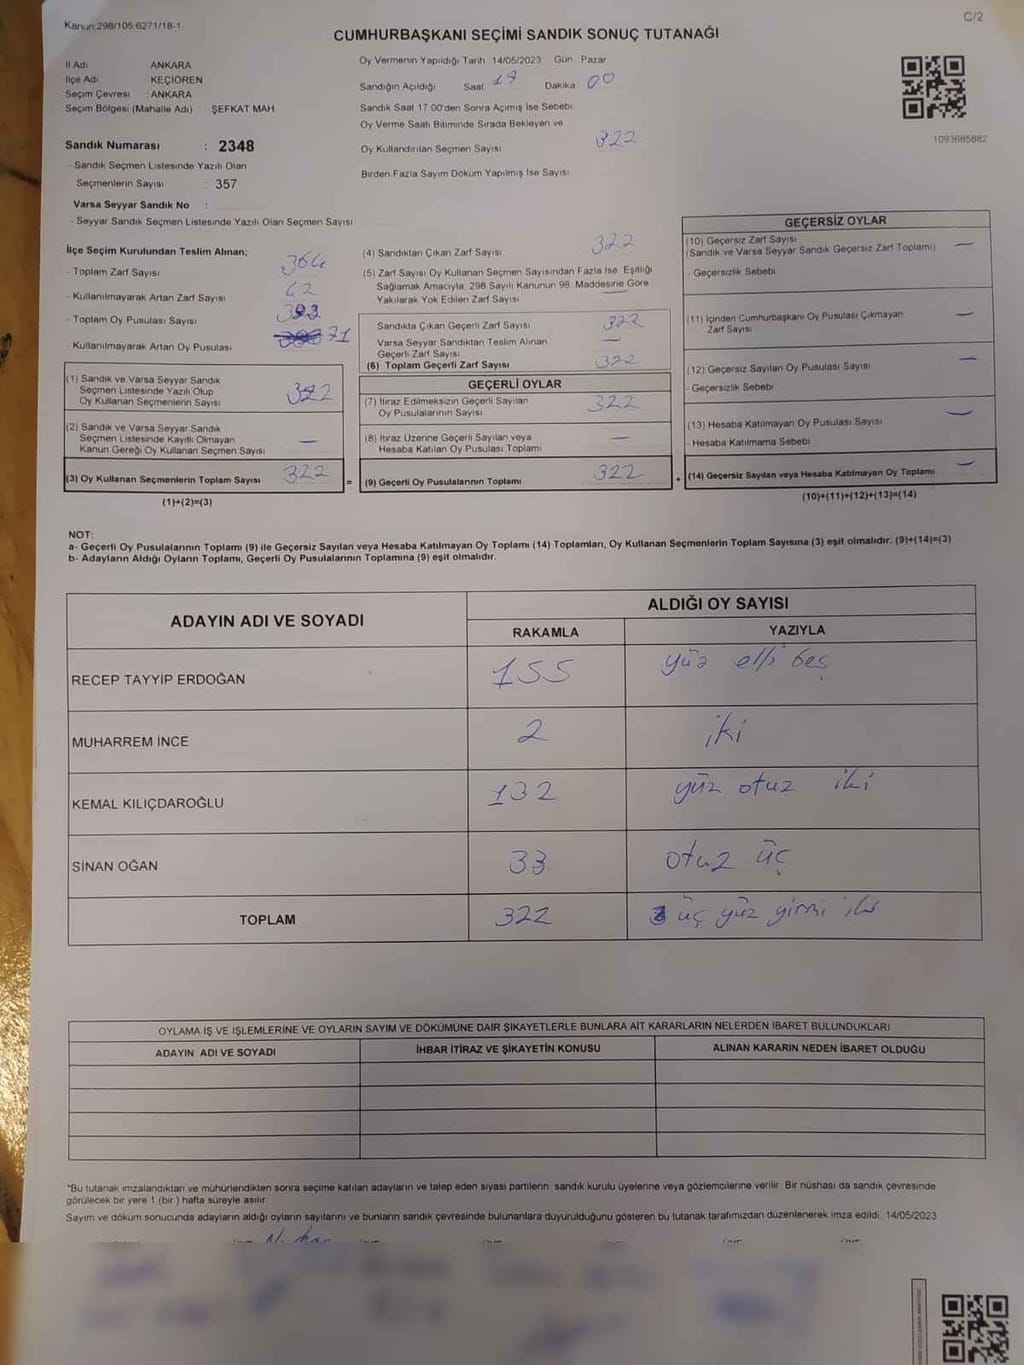 Kanun:298/105,6271/18-1
C/2
CUMHURBAŞKANI SEÇİMİ SANDIK SONUÇ TUTANAĞI
İl Adı ANKARA
İlçe Adı KEÇİÖREN
Seçim Çevresi : ANKARA
Seçim Bölgesi (Mahalle Adı) : ŞEFKAT MAH.
Sandık Numarası : 2348
- Sandık Seçmen Listesinde Yazılı Olan
Seçmenlerin Sayısı : 357
Varsa Seyyar Sandık No :
- Seyyar Sandık Seçmen Listesinde Yazılı Olan Seçmen Sayısı
Oy Vermenin Yapıldığı Tarih 14/05/2023 Gün Pazar
Sandığın Açıldığı Saat 17 Dakika 00
Sandık Saat 17.00'den Sonra Açımış İse Sebebi
Oy Verme Saati Bitiminde Sırada Bekleyen ve
Oy Kullandırılan Seçmen Sayısı 322
Birden Fazla Sayım Döküm Yapılmış İse Sayısı
1093685862
İlçe Seçim Kurulundan Teslim Alınan;
- Toplam Zarf Sayısı 364
- Kullanılmayarak Artan Zarf Sayısı 42
- Toplam Oy Pusulası Sayısı 393
- Kullanılmayarak Artan Oy Pusulası 71
(1) Sandık ve Varsa Seyyar Sandık
Seçmen Listesinde Yazılı Olup
Oy Kullanan Seçmenlerin Sayısı 322
(2) Sandık ve Varsa Seyyar Sandık
Seçmen Listesinde Kayıtlı Olmayan
Kanun Gereği Oy Kullanan Seçmen Sayısı —
(3) Oy Kullanan Seçmenlerin Toplam Sayısı 322 =
(1)+(2)=(3)
(4) Sandıktan Çıkan Zarf Sayısı 322
(5) Zarf Sayısı Oy Kullanan Seçmen Sayısından Fazla İse, Eşitliği
Sağlamak Amacıyla, 298 Sayılı Kanunun 98. Maddesine Göre
Yakılarak Yok Edilen Zarf Sayısı —
Sandıkta Çıkan Geçerli Zarf Sayısı 322
Varsa Seyyar Sandıktan Teslim Alınan
Geçerli Zarf Sayısı —
(6) Toplam Geçerli Zarf Sayısı 322
GEÇERLİ OYLAR
(7) İtiraz Edilmeksizin Geçerli Sayılan
Oy Pusulalarının Sayısı 322
(8) İtiraz Üzerine Geçerli Sayılan veya
Hesaba Katılan Oy Pusulası Toplamı —
(9) Geçerli Oy Pusulalarının Toplamı 322 +
GEÇERSİZ OYLAR
(10) Geçersiz Zarf Sayısı
(Sandık ve Varsa Seyyar Sandık Geçersiz Zarf Toplamı) —
- Geçersizlik Sebebi
(11) İçinden Cumhurbaşkanı Oy Pusulası Çıkmayan
Zarf Sayısı —
(12) Geçersiz Sayılan Oy Pusulası Sayısı —
- Geçersizlik Sebebi
(13) Hesaba Katılmayan Oy Pusulası Sayısı —
- Hesaba Katılmama Sebebi
(14) Geçersiz Sayılan veya Hesaba Katılmayan Oy Toplamı —
(10)+(11)+(12)+(13)=(14)
NOT:
a- Geçerli Oy Pusulalarının Toplamı (9) ile Geçersiz Sayılan veya Hesaba Katılmayan Oy Toplamı (14) Toplamları, Oy Kullanan Seçmenlerin Toplam Sayısına (3) eşit olmalıdır. (9)+(14)=(3)
b- Adayların Aldığı Oyların Toplamı, Geçerli Oy Pusulalarının Toplamına (9) eşit olmalıdır.
ADAYIN ADI VE SOYADI ALDIĞI OY SAYISI
RAKAMLA YAZIYLA
RECEP TAYYİP ERDOĞAN 155 yüz elli beş
MUHARREM İNCE 2 iki
KEMAL KILIÇDAROĞLU 132 yüz otuz iki
SİNAN OĞAN 33 otuz üç
TOPLAM 322 üç yüz yirmi iki
OYLAMA İŞ VE İŞLEMLERİNE VE OYLARIN SAYIM VE DÖKÜMÜNE DAİR ŞİKAYETLERLE BUNLARA AİT KARARLARIN NELERDEN İBARET BULUNDUKLARI
ADAYIN ADI VE SOYADI İHBAR İTİRAZ VE ŞİKAYETİN KONUSU ALINAN KARARIN NEDEN İBARET OLDUĞU
*Bu tutanak imzalandıktan ve mühürlendikten sonra seçime katılan adayların ve talep eden siyasi partilerin sandık kurulu üyelerine veya gözlemcilerine verilir. Bir nüshası da sandık çevresinde
görülecek bir yere 1 (bir) hafta süreyle asılır.
Sayım ve döküm sonucunda adayların aldığı oyların sayılarını ve bunların sandık çevresinde bulunanlara duyurulduğunu gösteren bu tutanak tarafımızdan düzenlenerek imza edildi. 14/05/2023